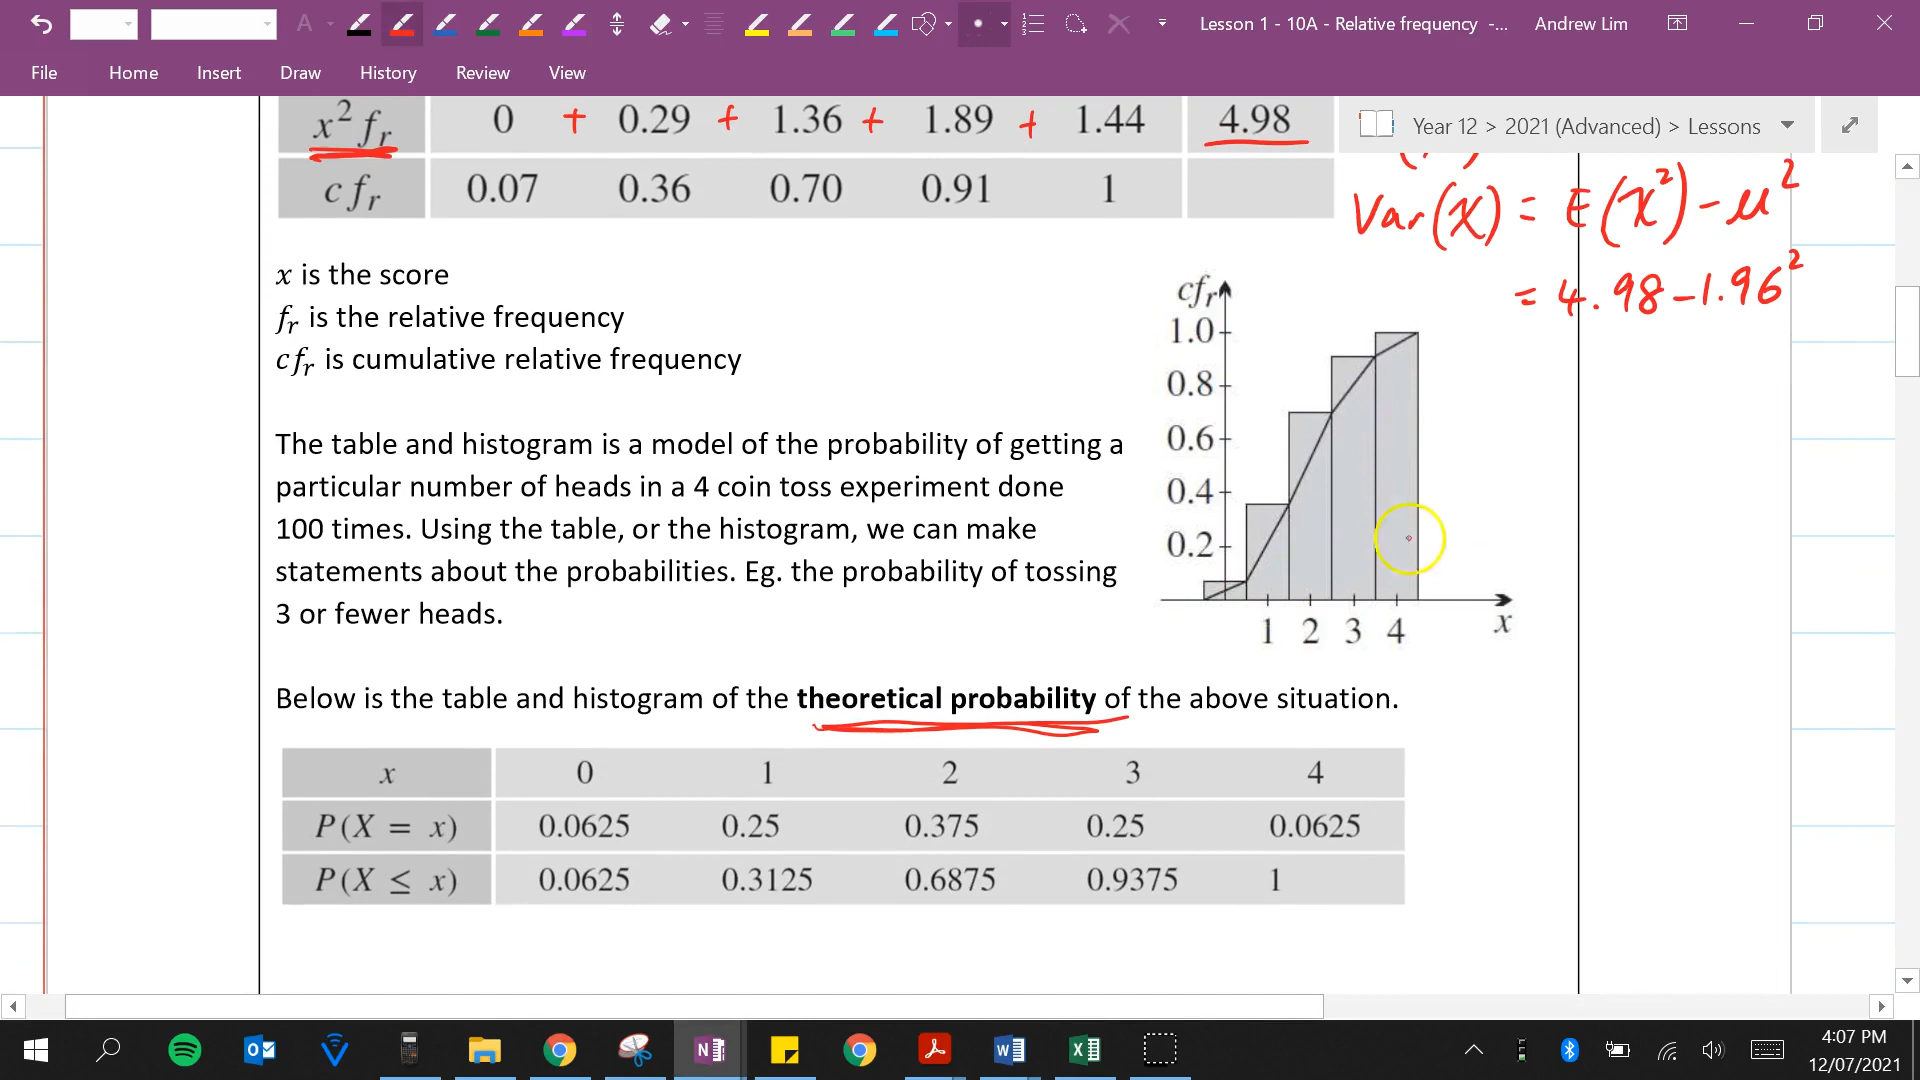 Lesson 1 - 10A - Relative frequency -...
Andrew Lim
File Home Insert Draw History Review View
x² fᵣ 0 + 0.29 + 1.36 + 1.89 + 1.44 4.98
Year 12 > 2021 (Advanced) > Lessons
c fᵣ 0.07 0.36 0.70 0.91 1
Var(X) = E(X²) - μ²
= 4.98 - 1.96²
x is the score
fᵣ is the relative frequency
cfᵣ is cumulative relative frequency
The table and histogram is a model of the probability of getting a
particular number of heads in a 4 coin toss experiment done
100 times. Using the table, or the histogram, we can make
statements about the probabilities. Eg. the probability of tossing
3 or fewer heads.
cfᵣ
1.0
0.8
0.6
0.4
0.2
1 2 3 4 x
Below is the table and histogram of the theoretical probability of the above situation.
x 0 1 2 3 4
P(X = x) 0.0625 0.25 0.375 0.25 0.0625
P(X ≤ x) 0.0625 0.3125 0.6875 0.9375 1
4:07 PM
12/07/2021